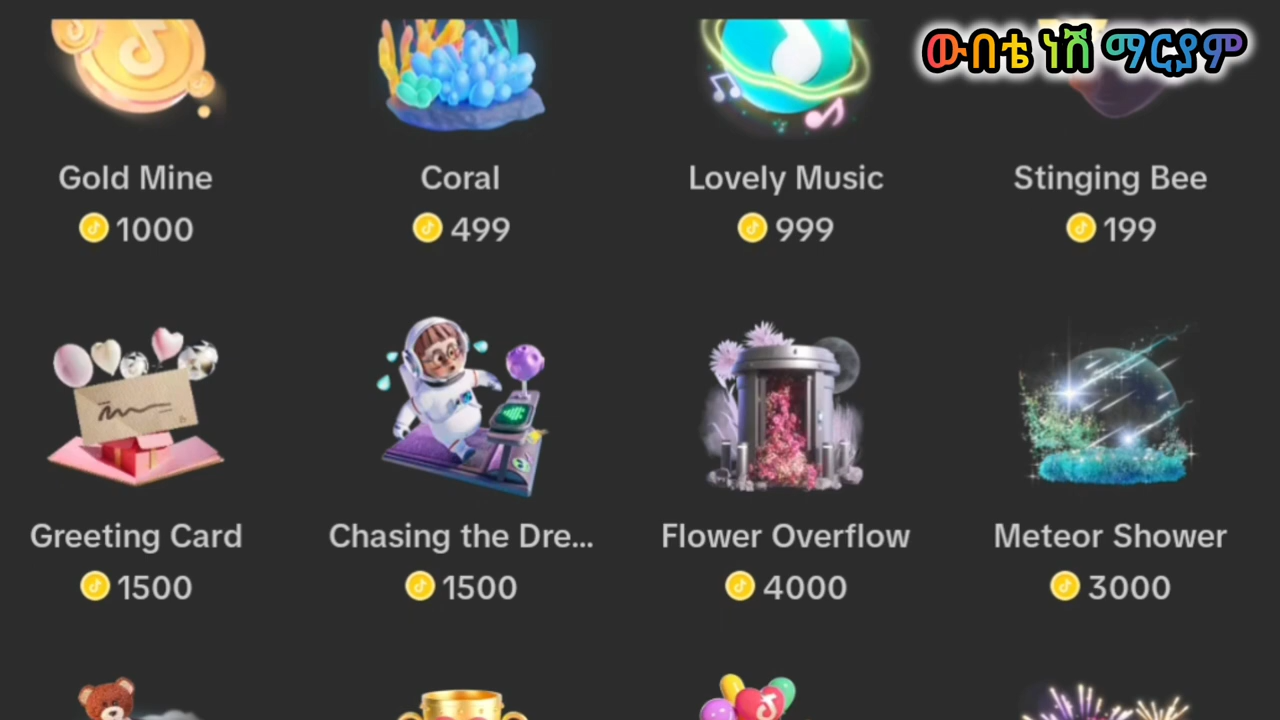 ውበቴ ነሽ ማርያም
Gold Mine
1000
Coral
499
Lovely Music
999
Stinging Bee
199
Greeting Card
1500
Chasing the Dre...
1500
Flower Overflow
4000
Meteor Shower
3000